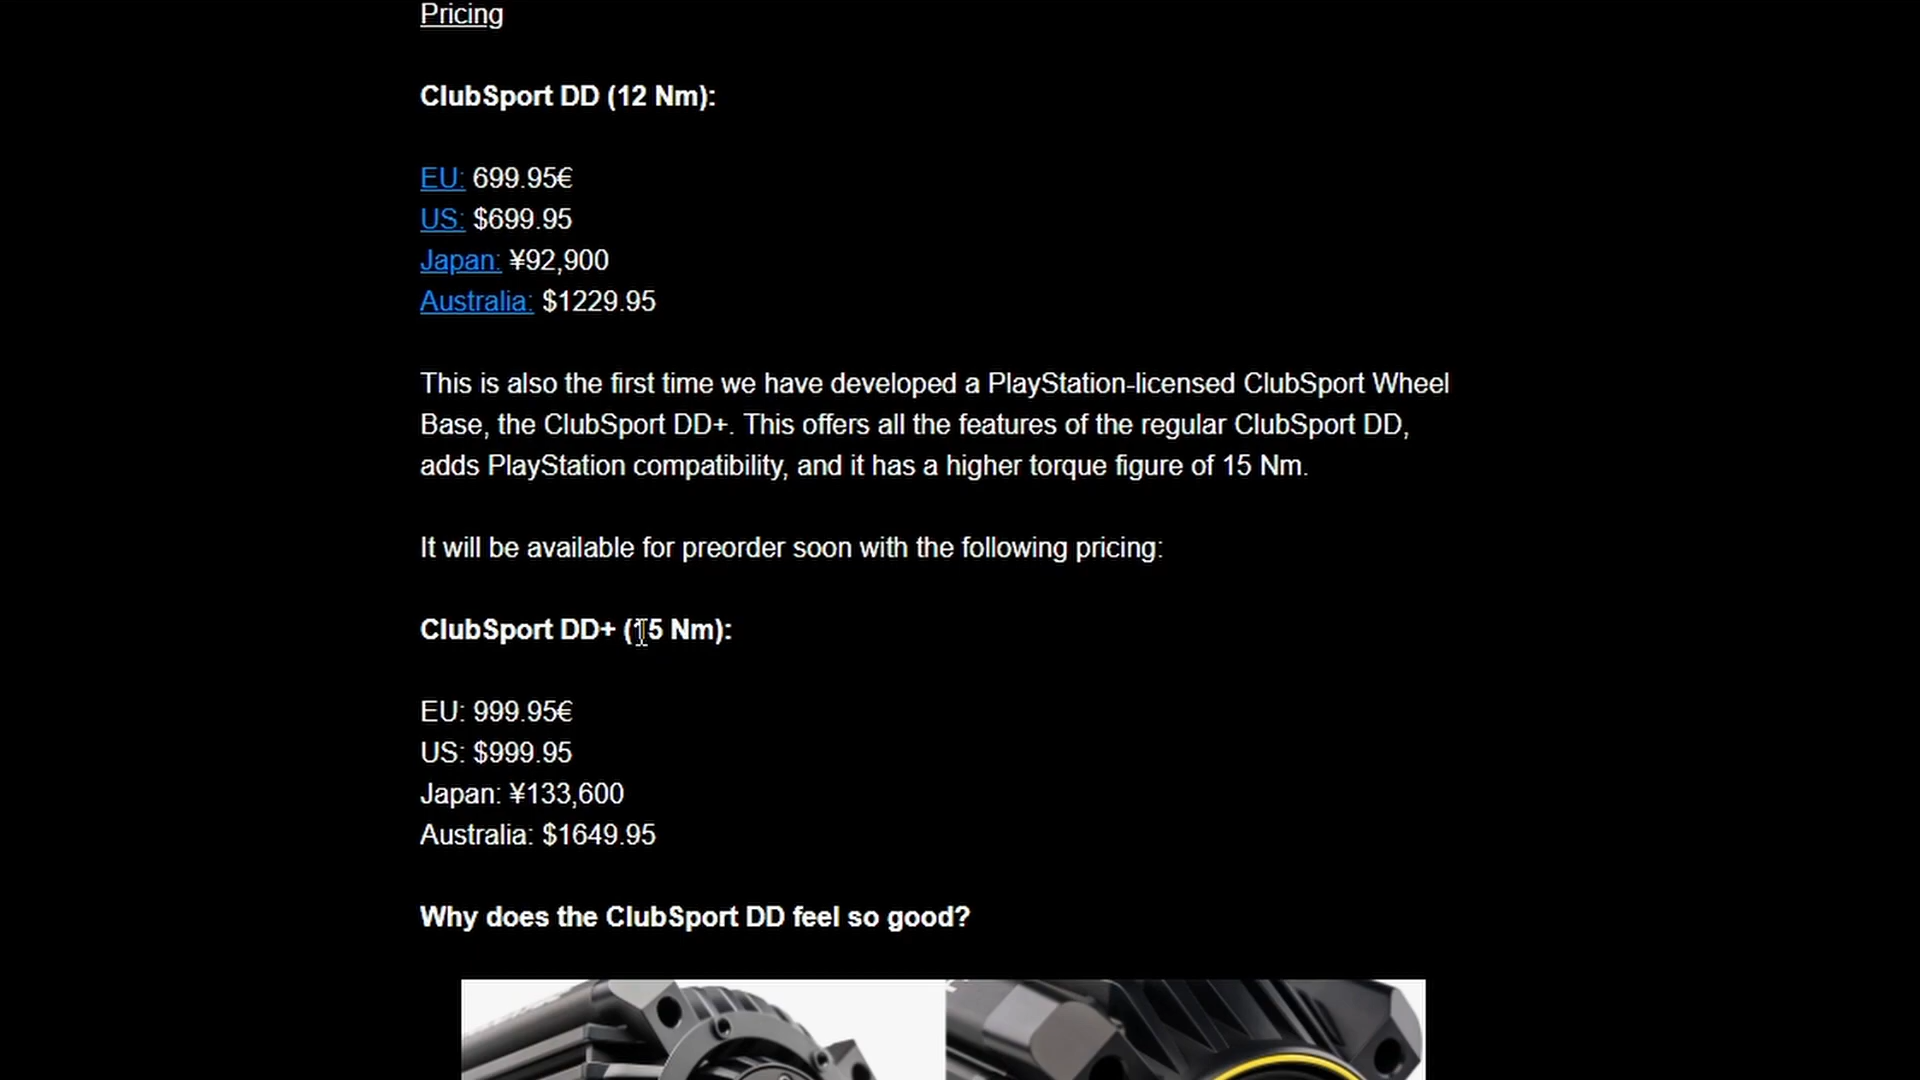 Pricing
ClubSport DD (12 Nm):
EU: 699.95€
US: $699.95
Japan: ¥92,900
Australia: $1229.95
This is also the first time we have developed a PlayStation-licensed ClubSport Wheel
Base, the ClubSport DD+. This offers all the features of the regular ClubSport DD,
adds PlayStation compatibility, and it has a higher torque figure of 15 Nm.
It will be available for preorder soon with the following pricing:
ClubSport DD+ (15 Nm):
EU: 999.95€
US: $999.95
Japan: ¥133,600
Australia: $1649.95
Why does the ClubSport DD feel so good?